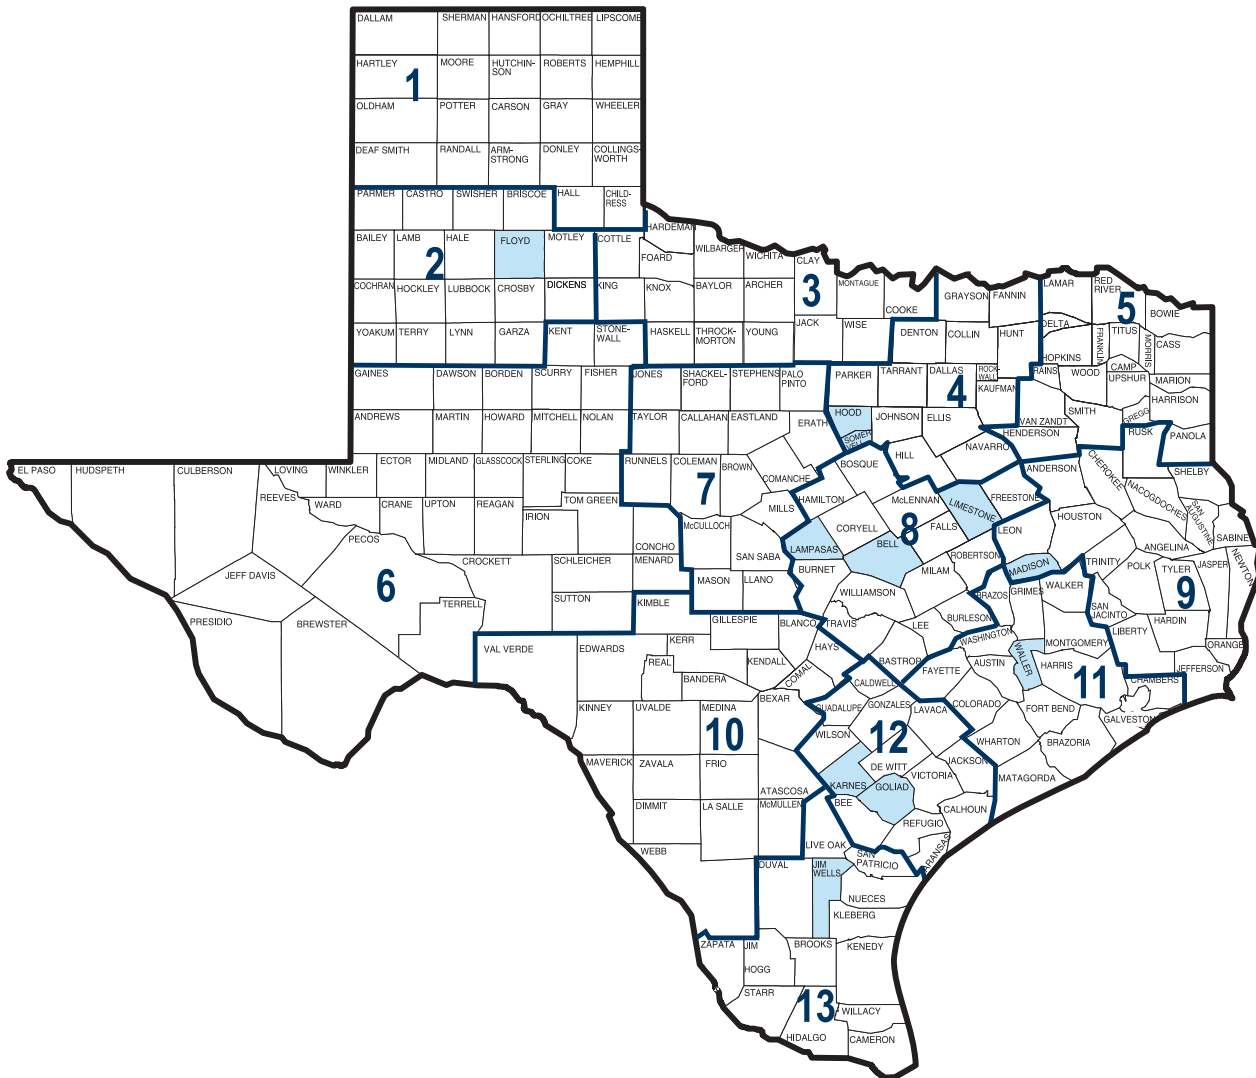 DALLAM SHERMAN HANSFORD OCHILTREE LIPSCOMB
HARTLEY MOORE HUTCHIN-
SON ROBERTS HEMPHILL
1
OLDHAM POTTER CARSON GRAY WHEELER
DEAF SMITH RANDALL ARM-
STRONG DONLEY COLLINGS-
WORTH
PARMER CASTRO SWISHER BRISCOE HALL CHILD-
RESS
HARDEMAN
BAILEY LAMB HALE FLOYD MOTLEY COTTLE
2
FOARD WILBARGER WICHITA CLAY
COCHRAN HOCKLEY LUBBOCK CROSBY DICKENS KING KNOX BAYLOR ARCHER
3
MONTAGUE COOKE GRAYSON FANNIN LAMAR RED
RIVER
5
BOWIE
YOAKUM TERRY LYNN GARZA KENT STONE-
WALL HASKELL THROCK-
MORTON YOUNG JACK WISE DENTON COLLIN HUNT DELTA
FRANKLIN TITUS MORRIS CASS
HOPKINS
GAINES DAWSON BORDEN SCURRY FISHER JONES SHACKEL-
FORD STEPHENS PALO
PINTO PARKER TARRANT DALLAS ROCK-
WALL
KAUFMAN RAINS WOOD CAMP
UPSHUR MARION
4
HARRISON
ANDREWS MARTIN HOWARD MITCHELL NOLAN TAYLOR CALLAHAN EASTLAND ERATH HOOD JOHNSON ELLIS VAN ZANDT SMITH GREGG
SOMER
VELL
HENDERSON RUSK PANOLA
NAVARRO
EL PASO HUDSPETH CULBERSON LOVING WINKLER ECTOR MIDLAND GLASSCOCK STERLING COKE RUNNELS COLEMAN BROWN COMANCHE BOSQUE HILL ANDERSON CHEROKEE SHELBY
7
REEVES WARD CRANE UPTON REAGAN TOM GREEN HAMILTON McLENNAN LIMESTONE FREESTONE NACOGDOCHES SAN
AUGUSTINE
MILLS
IRION McCULLOCH CORYELL FALLS LEON HOUSTON
8
PECOS CONCHO SAN SABA LAMPASAS BELL ANGELINA SABINE
CROCKETT SCHLEICHER MENARD BURNET ROBERTSON MADISON TRINITY POLK TYLER JASPER NEWTON
JEFF DAVIS
6
MASON LLANO MILAM
9
TERRELL SUTTON KIMBLE WILLIAMSON BRAZOS GRIMES WALKER SAN
JACINTO
PRESIDIO BREWSTER GILLESPIE BLANCO TRAVIS LEE BURLESON HARDIN
VAL VERDE EDWARDS KERR HAYS WASHINGTON MONTGOMERY LIBERTY ORANGE
REAL KENDALL BASTROP FAYETTE AUSTIN WALLER HARRIS JEFFERSON
BANDERA COMAL CALDWELL CHAMBERS
11
KINNEY UVALDE MEDINA BEXAR GUADALUPE GONZALES LAVACA COLORADO FORT BEND GALVESTON
10
WILSON
12
WHARTON BRAZORIA
MAVERICK ZAVALA FRIO DE WITT JACKSON
ATASCOSA KARNES GOLIAD VICTORIA MATAGORDA
DIMMIT LA SALLE McMULLEN BEE CALHOUN
REFUGIO
WEBB LIVE OAK SAN
PATRICIO ARANSAS
DUVAL JIM
WELLS
NUECES
KLEBERG
ZAPATA JIM
HOGG BROOKS KENEDY
STARR
13
WILLACY
HIDALGO CAMERON